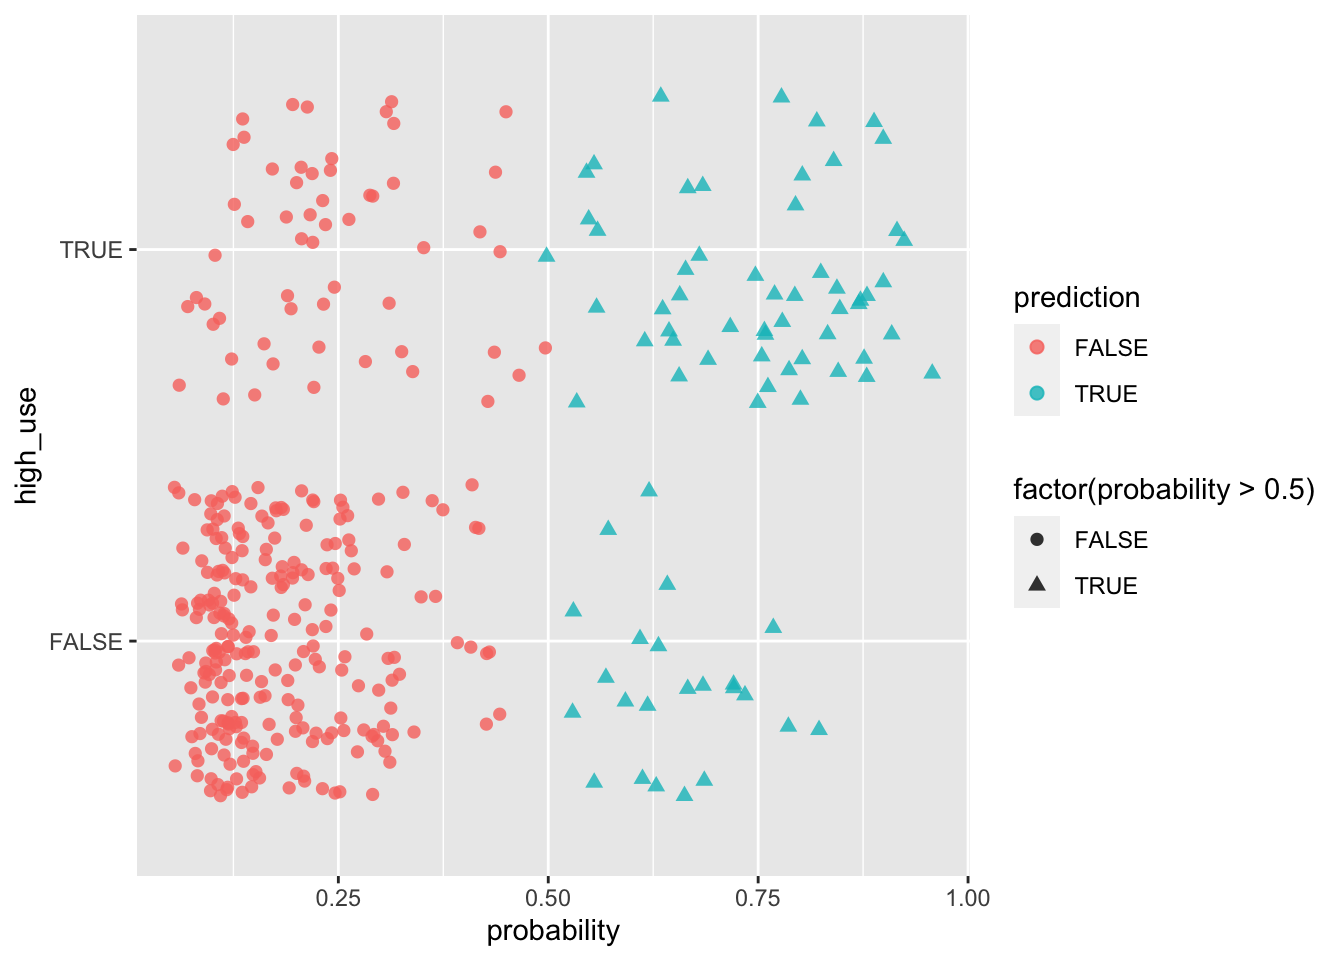 TRUE
FALSE
high_use
0.25 0.50 0.75 1.00
probability
prediction
FALSE
TRUE
factor(probability > 0.5)
FALSE
TRUE